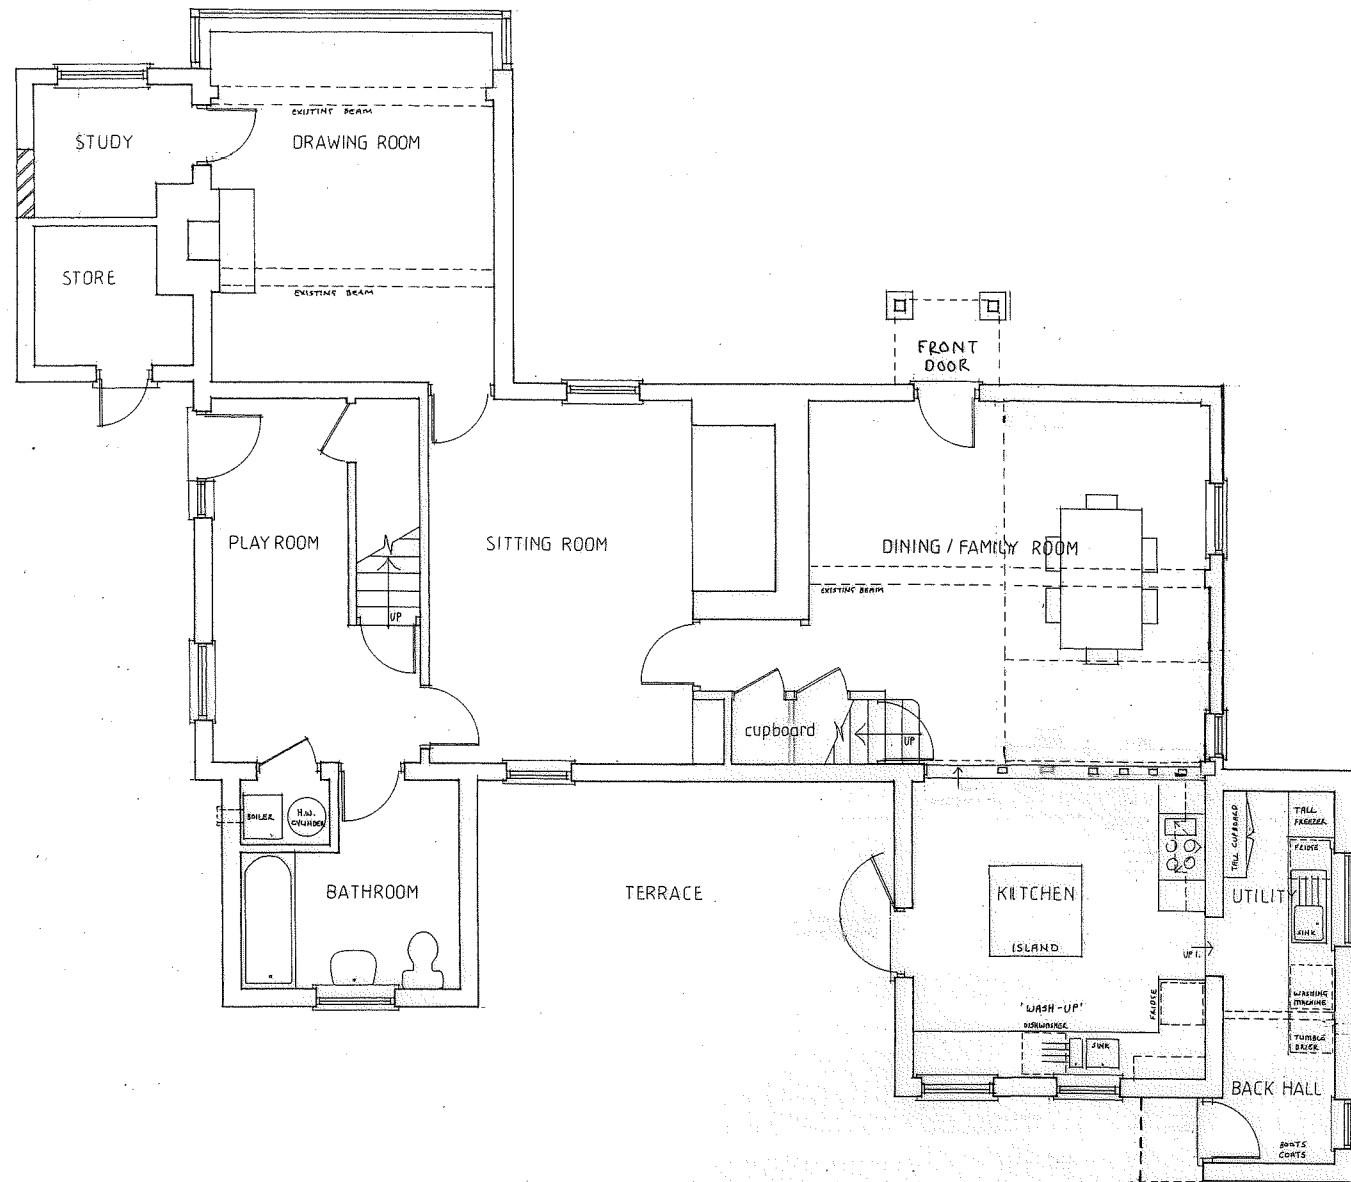 EXISTING BEAM
STUDY
DRAWING ROOM
STORE
EXISTING BEAM
FRONT
DOOR
PLAYROOM
SITTING ROOM
DINING / FAMILY ROOM
EXISTING BEAM
UP
cupboard
UP
BOILER
H.W.
CYLINDER
TALL CUPBOARD
TALL
FREEZER
FRIDGE
BATHROOM
TERRACE
KITCHEN
UTILITY
SINK
ISLAND
UP 1.
FRIDGE
WASHING
MACHINE
'WASH-UP'
DISHWASHER
SINK
TUMBLE
DRIER
BACK HALL
BOOTS
COATS